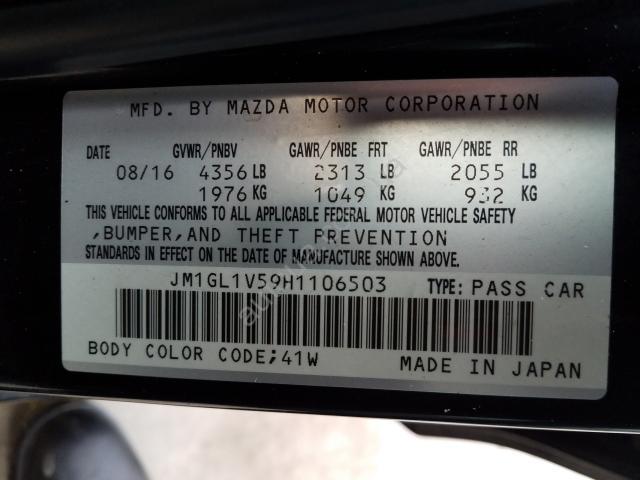 MFD. BY MAZDA MOTOR CORPORATION
DATE GVWR/PNBV GAWR/PNBE FRT GAWR/PNBE RR
08/16 4356 LB 2313 LB 2055 LB
1976 KG 1049 KG 932 KG
THIS VEHICLE CONFORMS TO ALL APPLICABLE FEDERAL MOTOR VEHICLE SAFETY
,BUMPER,AND THEFT PREVENTION
STANDARDS IN EFFECT ON THE DATE OF MANUFACTURE SHOWN ABOVE.
JM1GL1V59H1106503 TYPE: PASS CAR
BODY COLOR CODE;41W MADE IN JAPAN